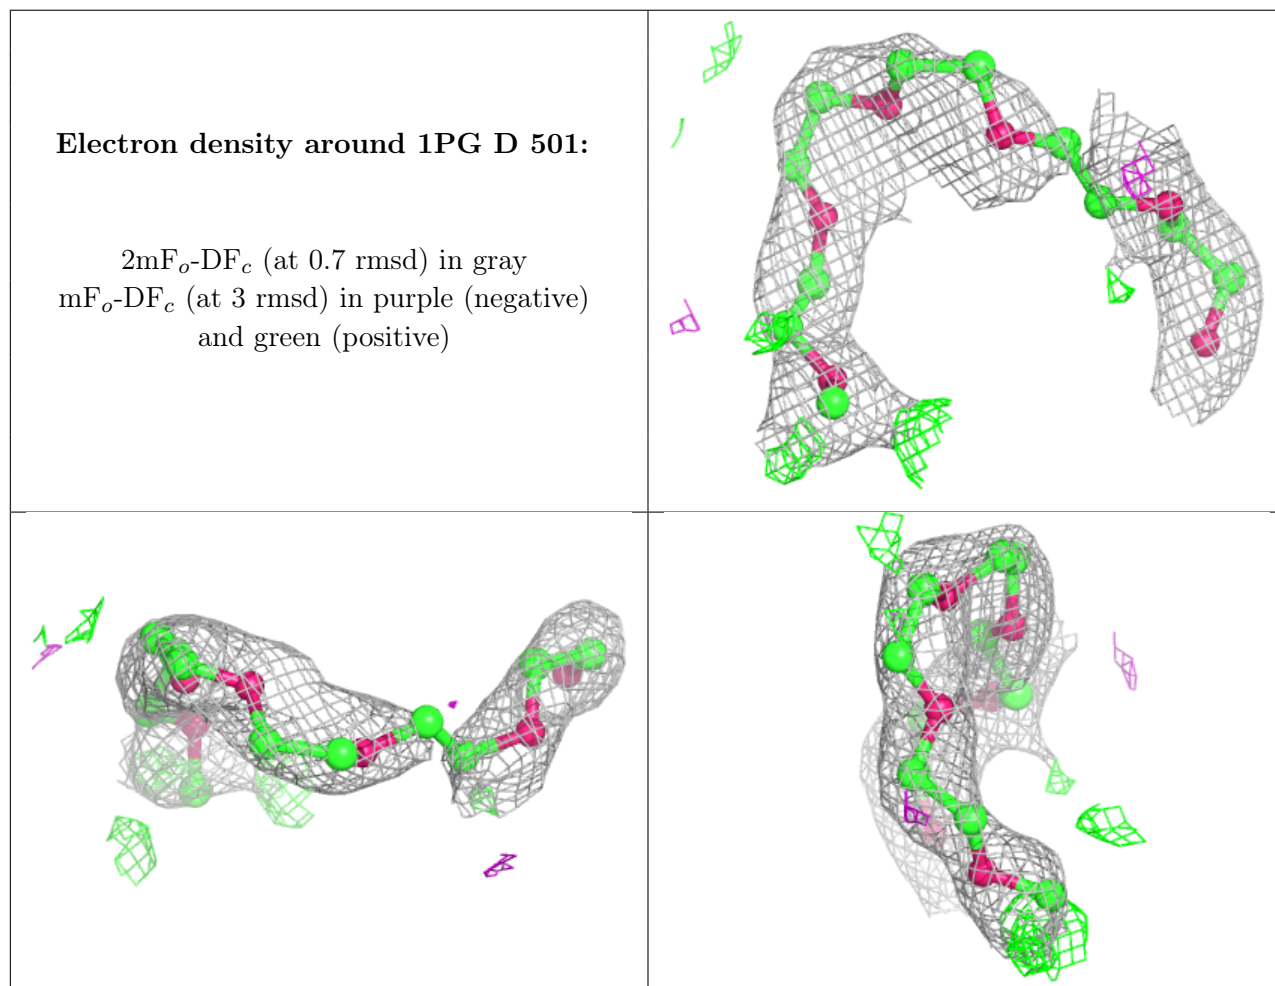 Electron density around 1PG D 501:
2mFo-DFc (at 0.7 rmsd) in gray
mFo-DFc (at 3 rmsd) in purple (negative)
and green (positive)